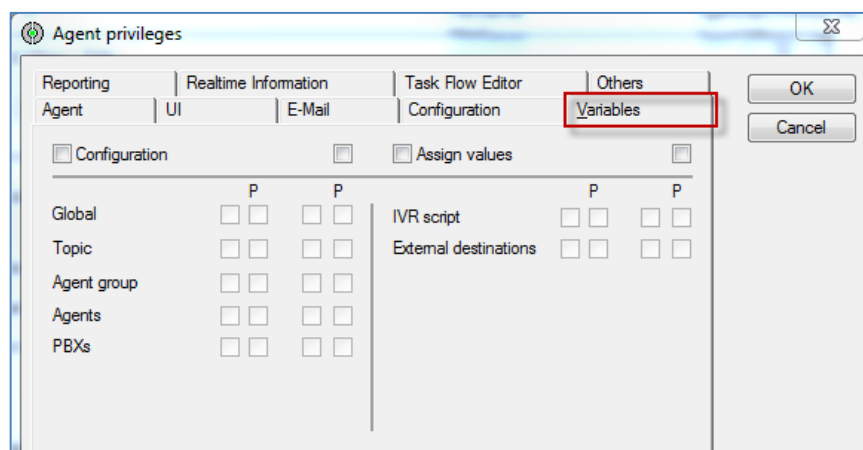 Agent privileges
Reporting Realtime Information Task Flow Editor Others
Agent UI E-Mail Configuration Variables
OK
Cancel
Configuration Assign values
P P P P
Global
Topic
Agent group
Agents
PBXs
IVR script
External destinations